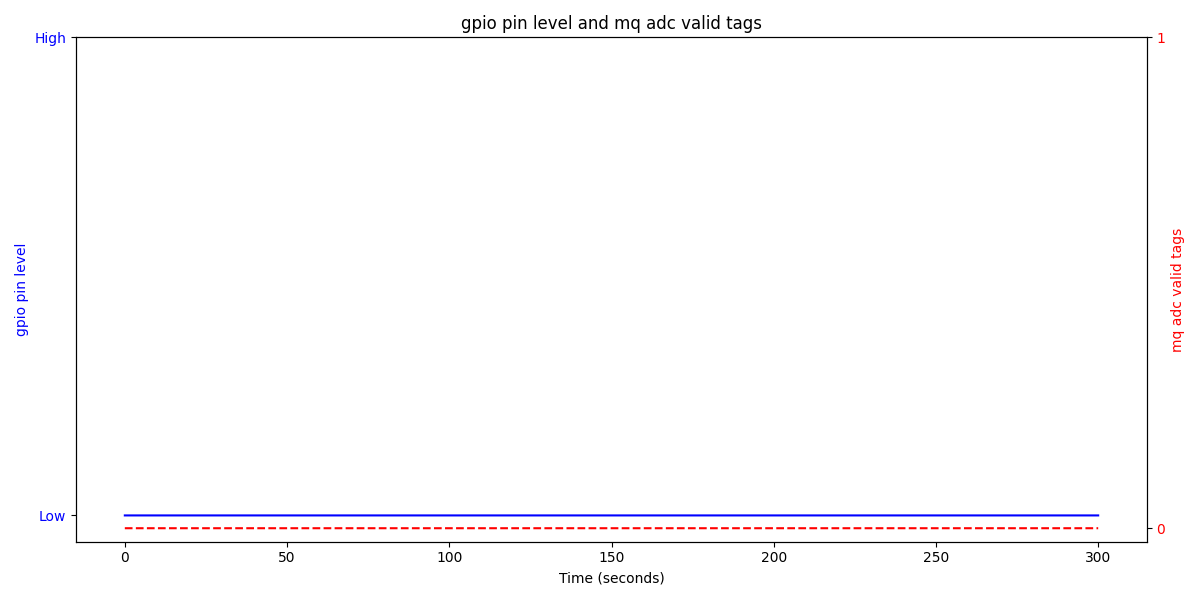 gpio pin level and mq adc valid tags
High
1
gpio pin level
mq adc valid tags
Low
0
0 50 100 150 200 250 300
Time (seconds)